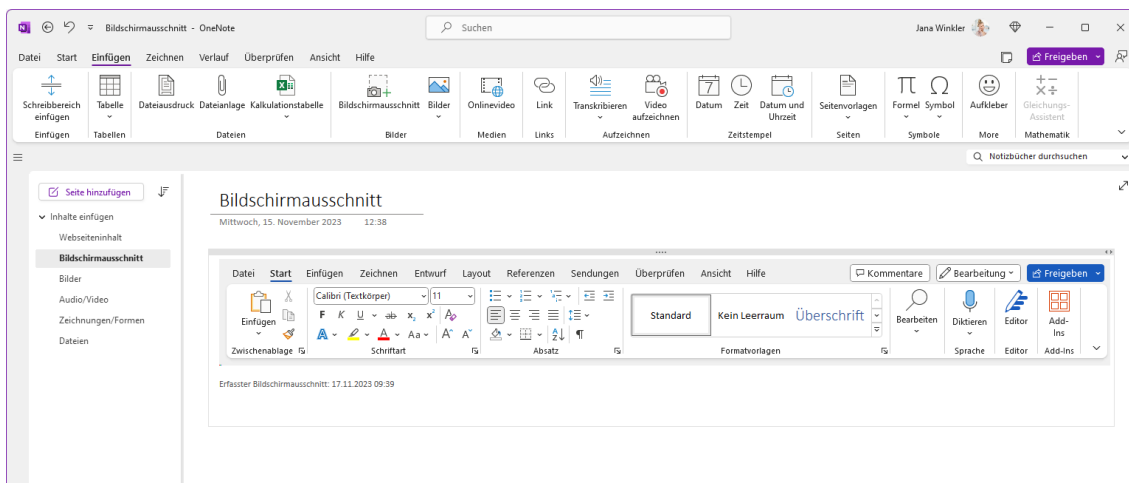 Bildschirmausschnitt - OneNote
Suchen
Jana Winkler
Datei Start Einfügen Zeichnen Verlauf Überprüfen Ansicht Hilfe
Freigeben
Schreibbereich einfügen
Tabelle
Dateiausdruck
Dateianlage
Kalkulationstabelle
Bildschirmausschnitt
Bilder
Onlinevideo
Link
Transkribieren
Video aufzeichnen
7
Datum
Zeit
Datum und Uhrzeit
Seitenvorlagen
Formel
Symbol
Aufkleber
Gleichungs-
Assistent
Einfügen Tabellen Dateien Bilder Medien Links Aufzeichnen Zeitstempel Seiten Symbole More Mathematik
Notizbücher durchsuchen
Seite hinzufügen
Inhalte einfügen
Webseiteninhalt
Bildschirmausschnitt
Bilder
Audio/Video
Zeichnungen/Formen
Dateien
Bildschirmausschnitt
Mittwoch, 15. November 2023 12:38
Datei Start Einfügen Zeichnen Entwurf Layout Referenzen Sendungen Überprüfen Ansicht Hilfe
Kommentare
Bearbeitung
Freigeben
Einfügen
Calibri (Textkörper) 11
F K U ab x₂ x² A
A A Aa A A
Standard Kein Leerraum Überschrift
Bearbeiten
Diktieren
Editor
Add-
Ins
Zwischenablage Schriftart Absatz Formatvorlagen Sprache Editor Add-Ins
Erfasster Bildschirmausschnitt: 17.11.2023 09:39